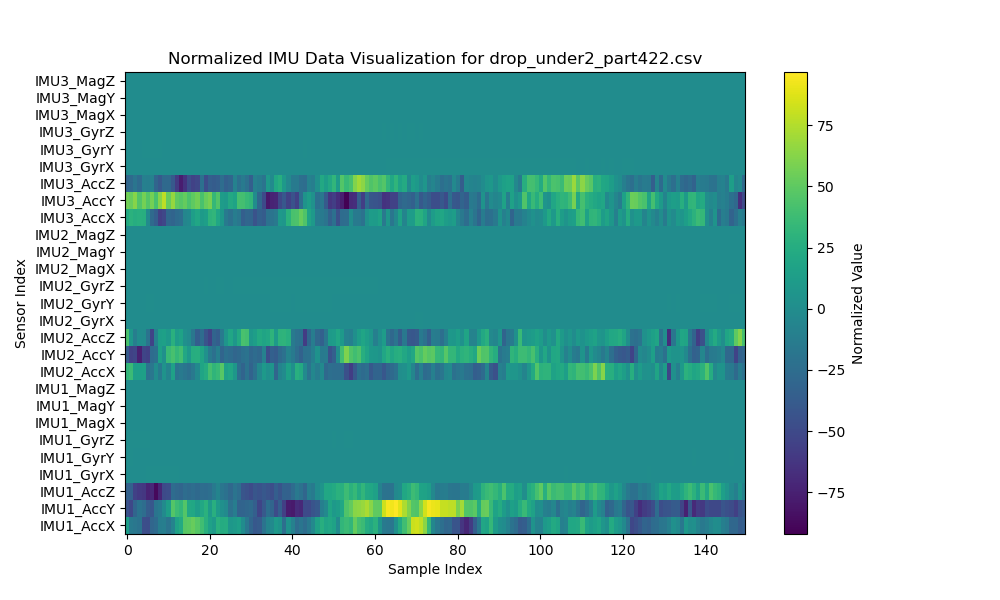 Normalized IMU Data Visualization for drop_under2_part422.csv
IMU3_MagZ
IMU3_MagY
IMU3_MagX
IMU3_GyrZ
IMU3_GyrY
IMU3_GyrX
IMU3_AccZ
IMU3_AccY
IMU3_AccX
IMU2_MagZ
IMU2_MagY
IMU2_MagX
IMU2_GyrZ
IMU2_GyrY
IMU2_GyrX
IMU2_AccZ
IMU2_AccY
IMU2_AccX
IMU1_MagZ
IMU1_MagY
IMU1_MagX
IMU1_GyrZ
IMU1_GyrY
IMU1_GyrX
IMU1_AccZ
IMU1_AccY
IMU1_AccX
Sensor Index
0 20 40 60 80 100 120 140
Sample Index
75
50
25
0
−25
−50
−75
Normalized Value